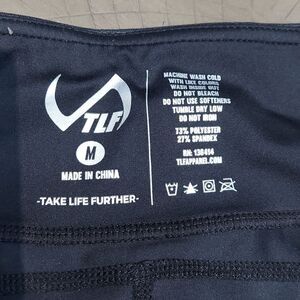 TLF
M
MADE IN CHINA
-TAKE LIFE FURTHER-
MACHINE WASH COLD
WITH LIKE COLORS
WASH INSIDE OUT
DO NOT BLEACH
DO NOT USE SOFTENERS
TUMBLE DRY LOW
DO NOT IRON
73% POLYESTER
27% SPANDEX
RN: 138414
TLFAPPAREL.COM